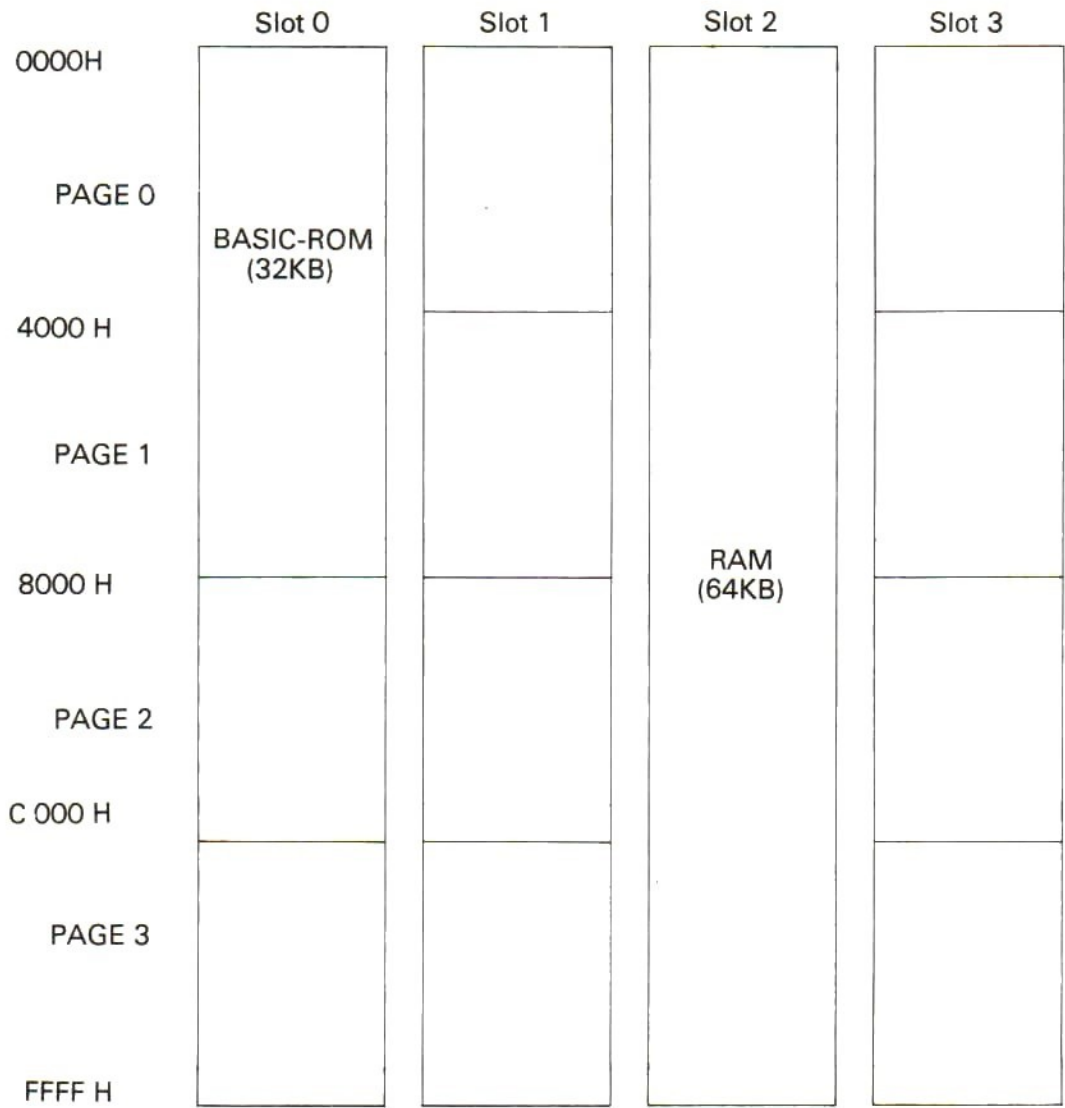 Slot 0 Slot 1 Slot 2 Slot 3
0000H
PAGE 0
BASIC-ROM
(32KB)
4000 H
PAGE 1
RAM
(64KB)
8000 H
PAGE 2
C 000 H
PAGE 3
FFFF H